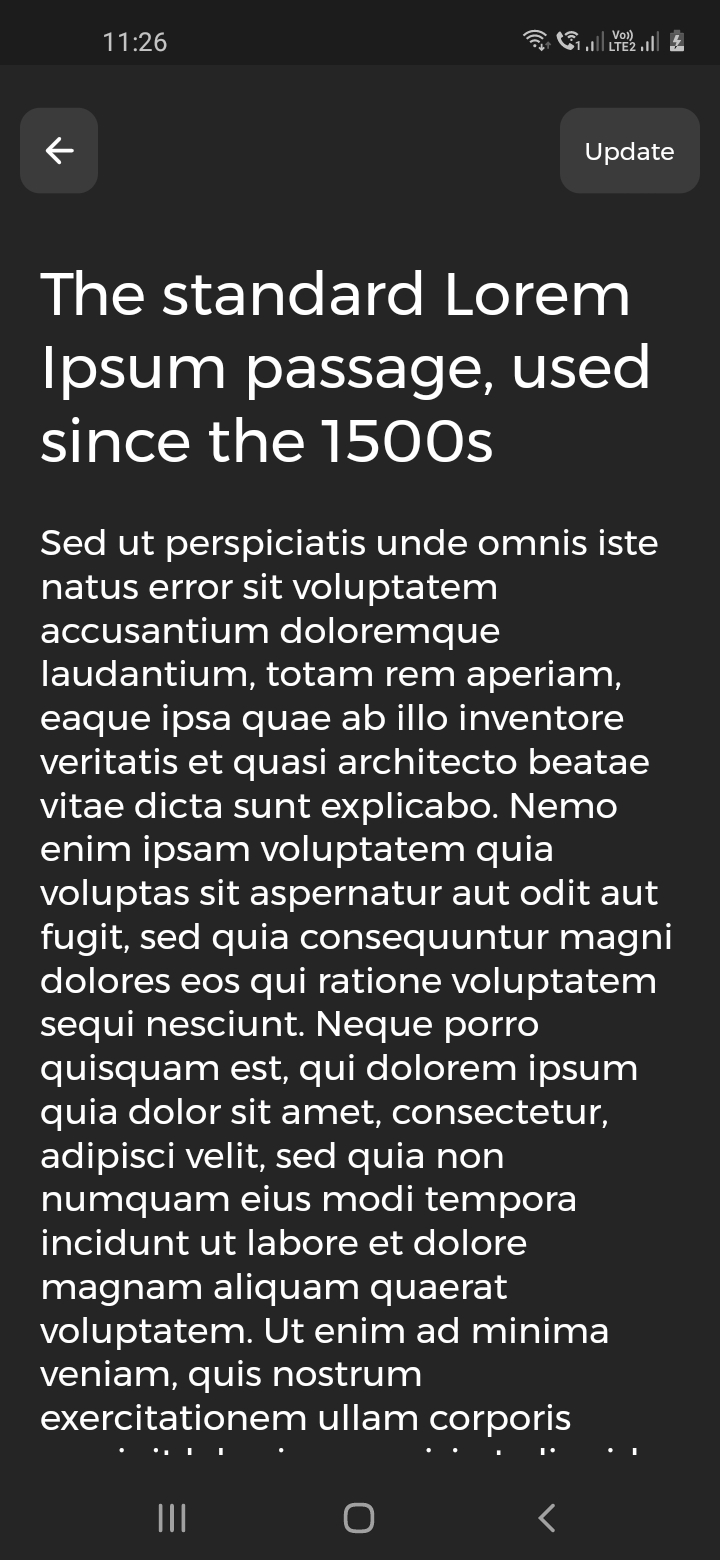 11:26
Vo))
LTE2
1
Update
The standard Lorem
Ipsum passage, used
since the 1500s
Sed ut perspiciatis unde omnis iste
natus error sit voluptatem
accusantium doloremque
laudantium, totam rem aperiam,
eaque ipsa quae ab illo inventore
veritatis et quasi architecto beatae
vitae dicta sunt explicabo. Nemo
enim ipsam voluptatem quia
voluptas sit aspernatur aut odit aut
fugit, sed quia consequuntur magni
dolores eos qui ratione voluptatem
sequi nesciunt. Neque porro
quisquam est, qui dolorem ipsum
quia dolor sit amet, consectetur,
adipisci velit, sed quia non
numquam eius modi tempora
incidunt ut labore et dolore
magnam aliquam quaerat
voluptatem. Ut enim ad minima
veniam, quis nostrum
exercitationem ullam corporis